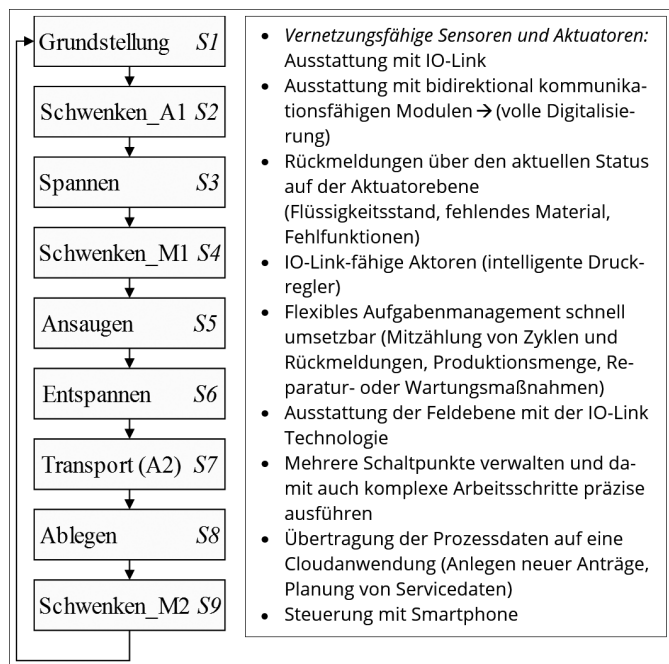 Grundstellung S1
Schwenken_A1 S2
Spannen S3
Schwenken_M1 S4
Ansaugen S5
Entspannen S6
Transport (A2) S7
Ablegen S8
Schwenken_M2 S9
• Vernetzungsfähige Sensoren und Aktuatoren:
Ausstattung mit IO-Link
• Ausstattung mit bidirektional kommunika-
tionsfähigen Modulen → (volle Digitalisie-
rung)
• Rückmeldungen über den aktuellen Status
auf der Aktuatorebene
(Flüssigkeitsstand, fehlendes Material,
Fehlfunktionen)
• IO-Link-fähige Aktoren (intelligente Druck-
regler)
• Flexibles Aufgabenmanagement schnell
umsetzbar (Mitzählung von Zyklen und
Rückmeldungen, Produktionsmenge, Re-
paratur- oder Wartungsmaßnahmen)
• Ausstattung der Feldebene mit der IO-Link
Technologie
• Mehrere Schaltpunkte verwalten und da-
mit auch komplexe Arbeitsschritte präzise
ausführen
• Übertragung der Prozessdaten auf eine
Cloudanwendung (Anlegen neuer Anträge,
Planung von Servicedaten)
• Steuerung mit Smartphone